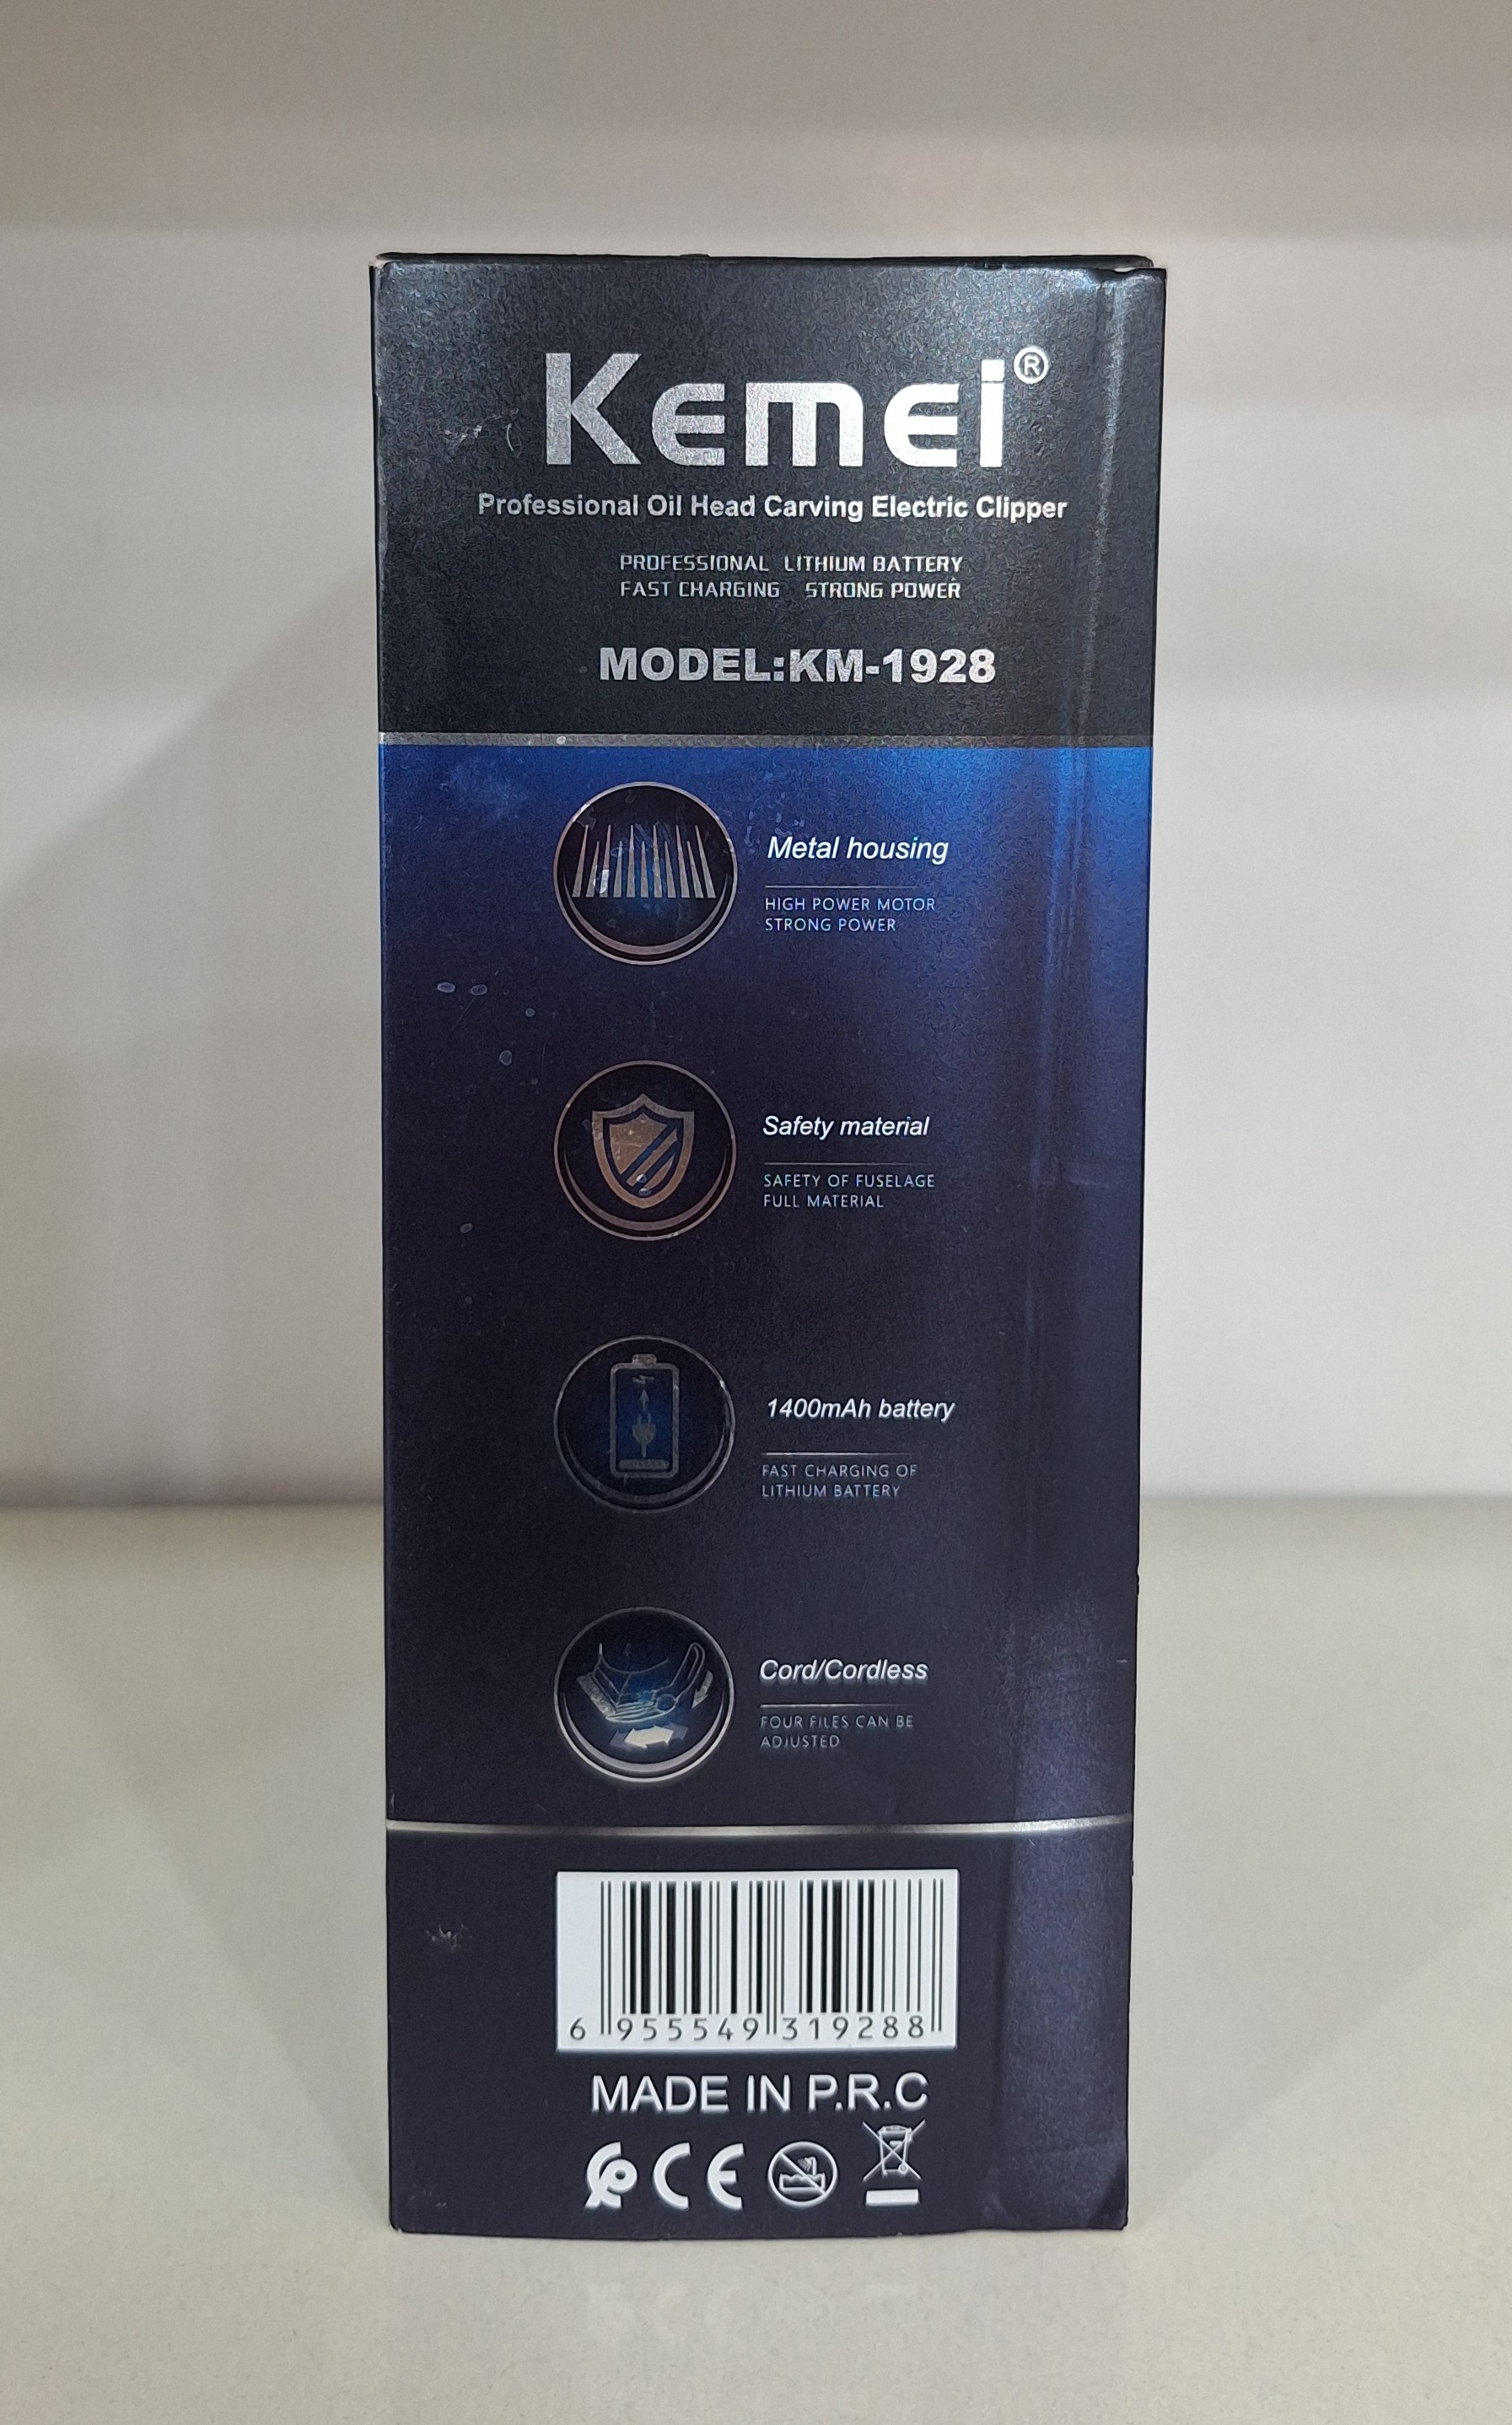 Kemei®
Professional Oil Head Carving Electric Clipper
PROFESSIONAL LITHIUM BATTERY
FAST CHARGING STRONG POWER
MODEL:KM-1928
Metal housing
HIGH POWER MOTOR
STRONG POWER
Safety material
SAFETY OF FUSELAGE
FULL MATERIAL
1400mAh battery
FAST CHARGING OF
LITHIUM BATTERY
Cord/Cordless
FOUR FILES CAN BE
ADJUSTED
6 955549 319288
MADE IN P.R.C
CE